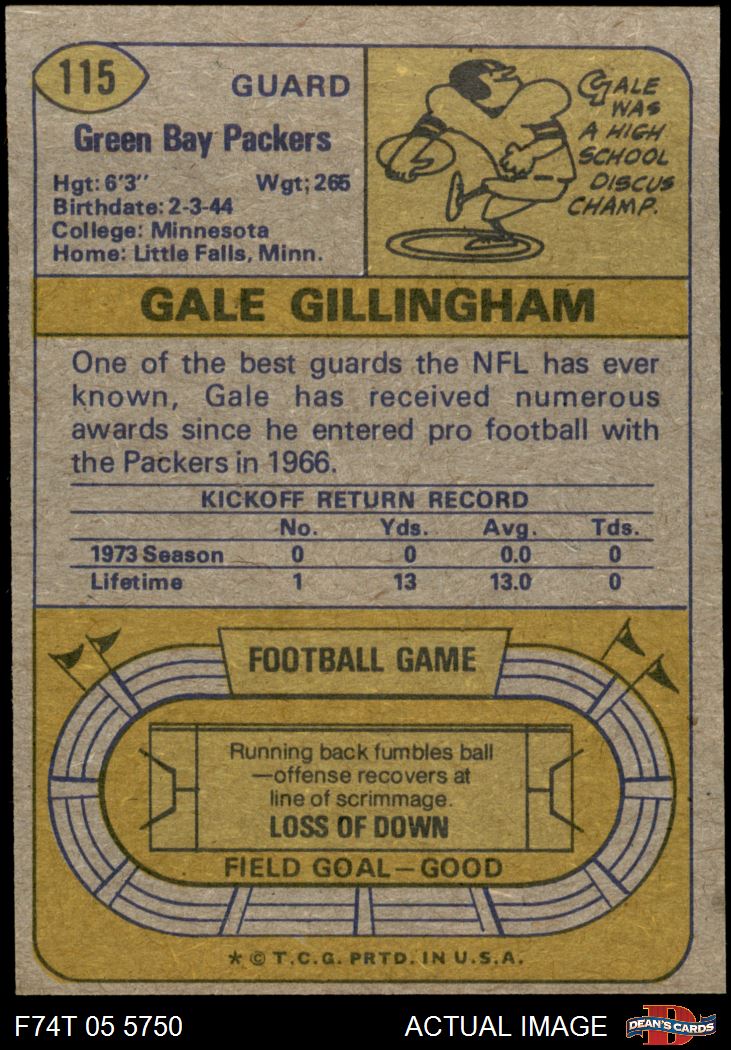 115
GUARD
Green Bay Packers
Hgt: 6'3" Wgt; 265
Birthdate: 2-3-44
College: Minnesota
Home: Little Falls, Minn.
GALE
WAS
A HIGH
SCHOOL
DISCUS
CHAMP.
GALE GILLINGHAM
One of the best guards the NFL has ever
known, Gale has received numerous
awards since he entered pro football with
the Packers in 1966.
KICKOFF RETURN RECORD
No. Yds. Avg. Tds.
1973 Season 0 0 0.0 0
Lifetime 1 13 13.0 0
FOOTBALL GAME
Running back fumbles ball
—offense recovers at
line of scrimmage.
LOSS OF DOWN
FIELD GOAL—GOOD
* © T.C.G. PRTD. IN U.S.A.
F74T 05 5750 ACTUAL IMAGE D DEAN'S CARDS